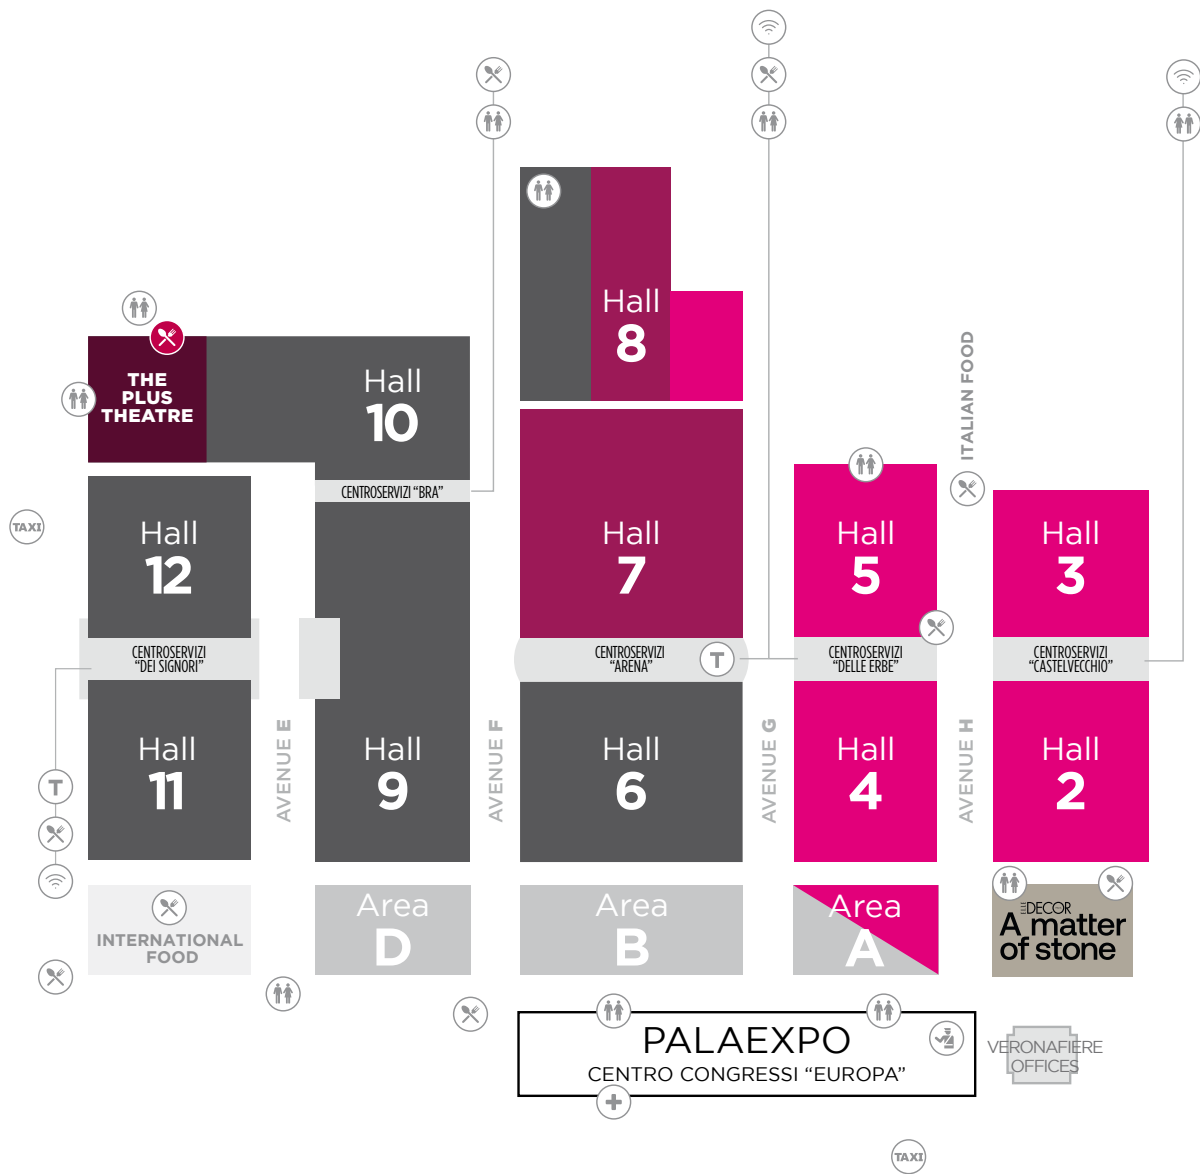 Hall
8
THE
PLUS
THEATRE
Hall
10
ITALIAN FOOD
CENTROSERVIZI “BRA”
TAXI
Hall
12
Hall
7
Hall
5
Hall
3
CENTROSERVIZI
“DEI SIGNORI”
CENTROSERVIZI
“ARENA”
T
CENTROSERVIZI
“DELLE ERBE”
CENTROSERVIZI
“CASTELVECCHIO”
T
Hall
11
AVENUE E
Hall
9
AVENUE F
Hall
6
AVENUE G
Hall
4
AVENUE H
Hall
2
INTERNATIONAL
FOOD
Area
D
Area
B
Area
A
DECOR
A matter
of stone
PALAEXPO
CENTRO CONGRESSI “EUROPA”
VERONAFIERE
OFFICES
TAXI